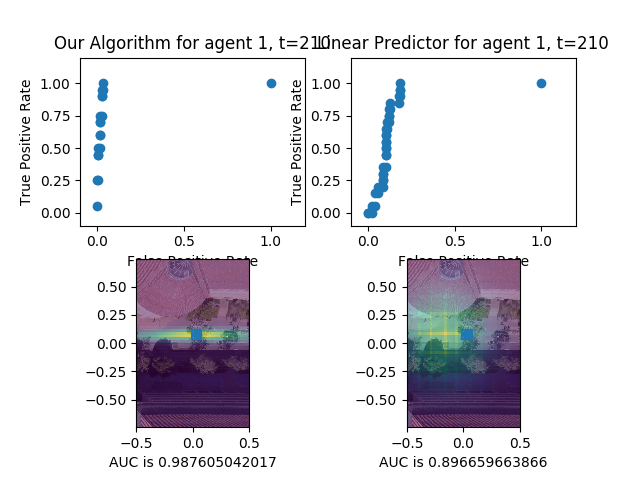 Our Algorithm for agent 1, t=210
Linear Predictor for agent 1, t=210
True Positive Rate
1.00
0.75
0.50
0.25
0.00
0.0 0.5 1.0
False Positive Rate
True Positive Rate
1.00
0.75
0.50
0.25
0.00
0.0 0.5 1.0
False Positive Rate
0.50
0.25
0.00
−0.25
−0.50
−0.5 0.0 0.5
AUC is 0.987605042017
0.50
0.25
0.00
−0.25
−0.50
−0.5 0.0 0.5
AUC is 0.896659663866